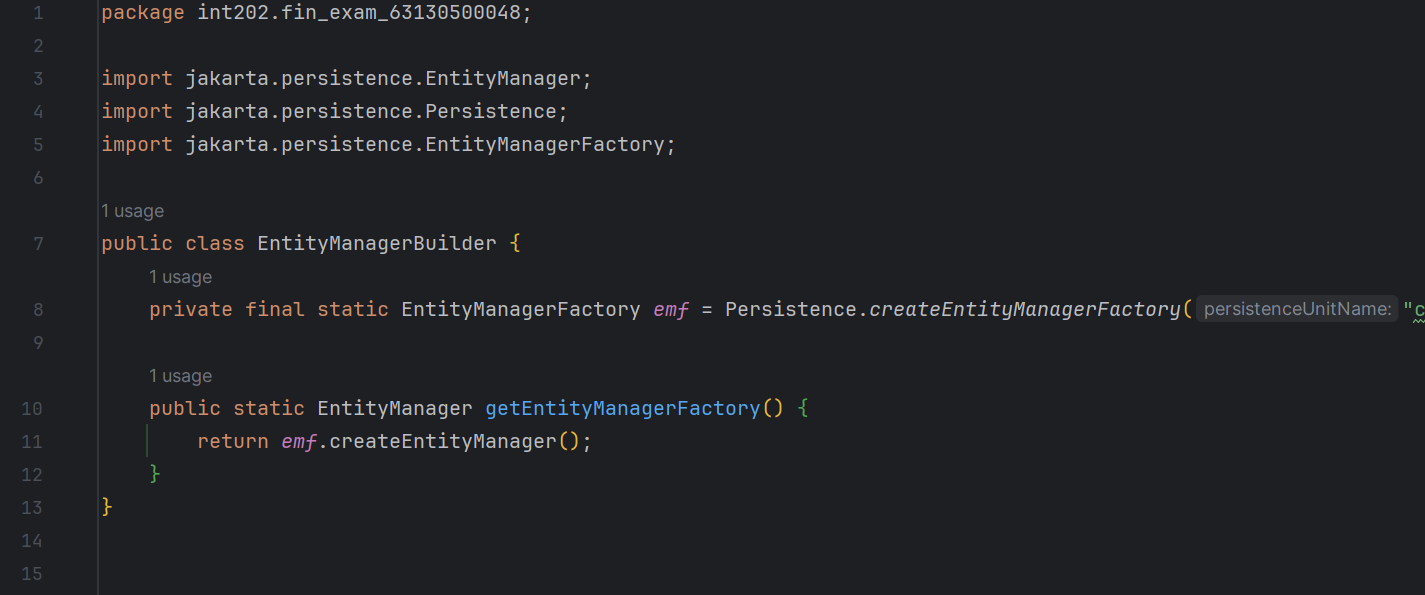 1 package int202.fin_exam_63130500048;
2
3 import jakarta.persistence.EntityManager;
4 import jakarta.persistence.Persistence;
5 import jakarta.persistence.EntityManagerFactory;
6
1 usage
7 public class EntityManagerBuilder {
1 usage
8 private final static EntityManagerFactory emf = Persistence.createEntityManagerFactory( persistenceUnitName: "c
9
1 usage
10 public static EntityManager getEntityManagerFactory() {
11 return emf.createEntityManager();
12 }
13 }
14
15